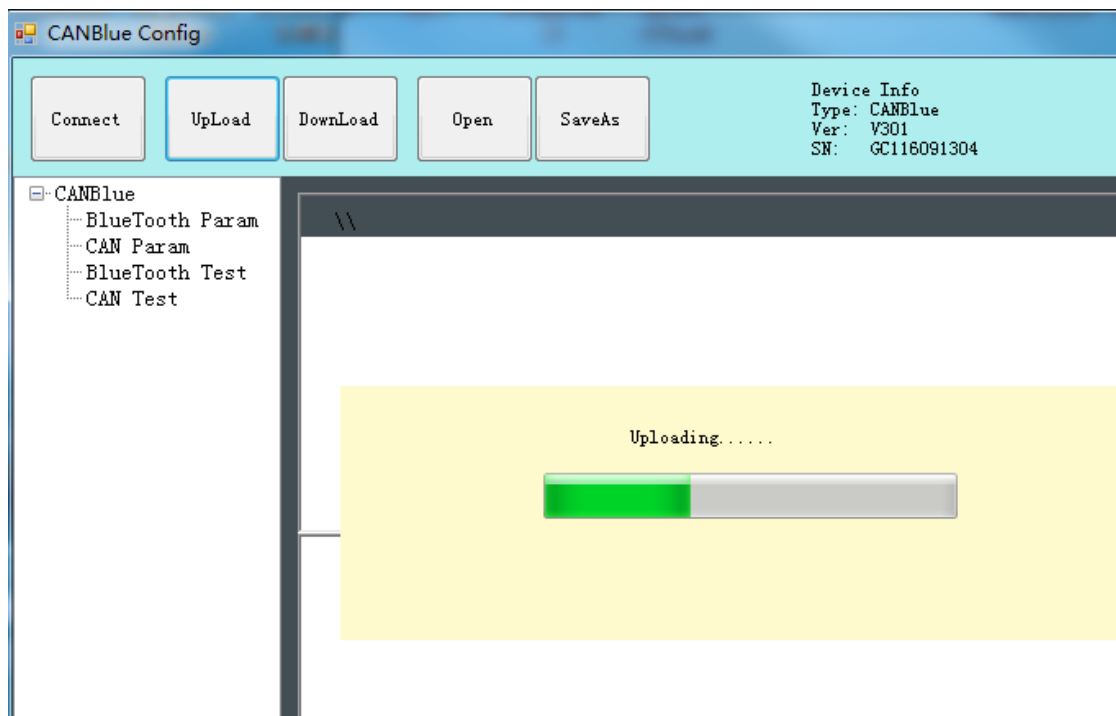 CANBlue Config
Connect
UpLoad
DownLoad
Open
SaveAs
Device Info
Type: CANBlue
Ver: V301
SN: GC116091304
CANBlue
BlueTooth Param
CAN Param
BlueTooth Test
CAN Test
\\
Uploading......